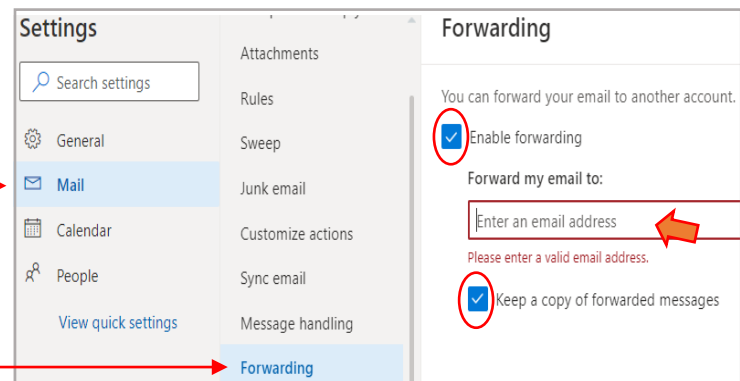 Settings
Search settings
General
Mail
Calendar
People
View quick settings
Attachments
Rules
Sweep
Junk email
Customize actions
Sync email
Message handling
Forwarding
Forwarding
You can forward your email to another account.
Enable forwarding
Forward my email to:
Enter an email address
Please enter a valid email address.
Keep a copy of forwarded messages